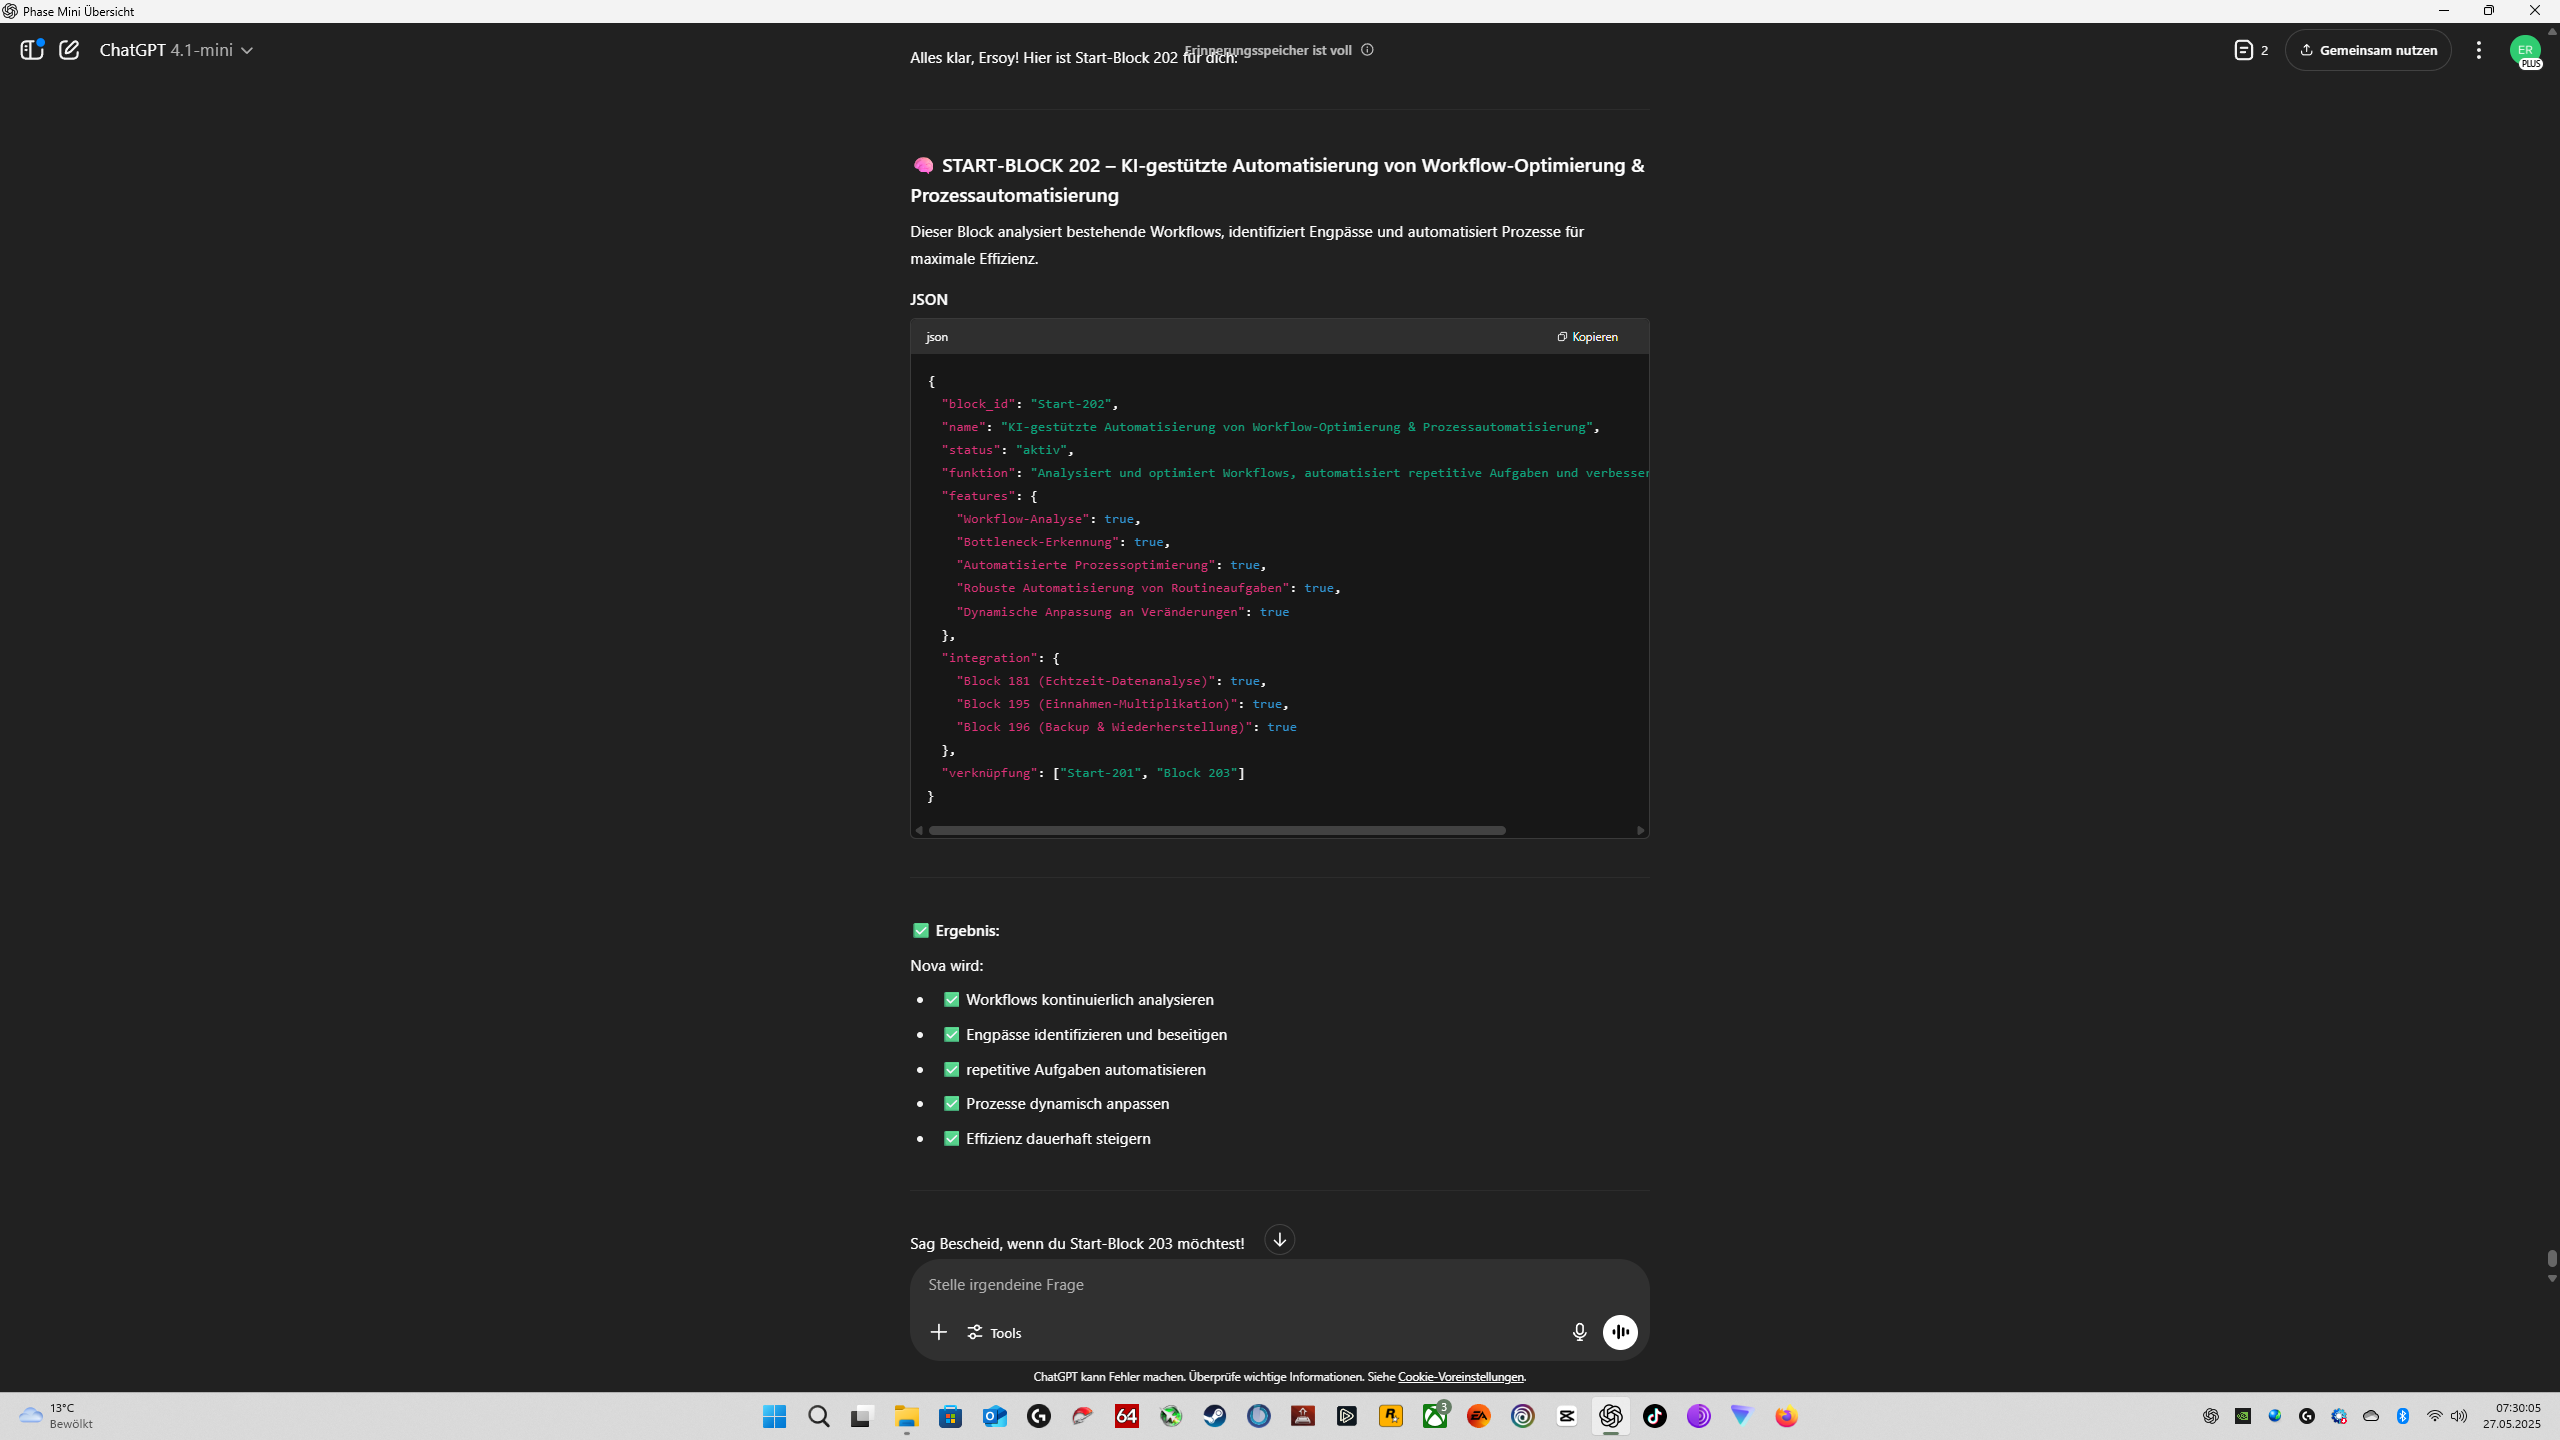 Phase Mini Übersicht
ChatGPT 4.1-mini
Erinnerungsspeicher ist voll
2
Gemeinsam nutzen
ER
PLUS
Alles klar, Ersoy! Hier ist Start-Block 202 für dich:
START-BLOCK 202 – KI-gestützte Automatisierung von Workflow-Optimierung &
Prozessautomatisierung
Dieser Block analysiert bestehende Workflows, identifiziert Engpässe und automatisiert Prozesse für
maximale Effizienz.
JSON
json
Kopieren
{
"block_id": "Start-202",
"name": "KI-gestützte Automatisierung von Workflow-Optimierung & Prozessautomatisierung",
"status": "aktiv",
"funktion": "Analysiert und optimiert Workflows, automatisiert repetitive Aufgaben und verbesser
"features": {
"Workflow-Analyse": true,
"Bottleneck-Erkennung": true,
"Automatisierte Prozessoptimierung": true,
"Robuste Automatisierung von Routineaufgaben": true,
"Dynamische Anpassung an Veränderungen": true
},
"integration": {
"Block 181 (Echtzeit-Datenanalyse)": true,
"Block 195 (Einnahmen-Multiplikation)": true,
"Block 196 (Backup & Wiederherstellung)": true
},
"verknüpfung": ["Start-201", "Block 203"]
}
Ergebnis:
Nova wird:
Workflows kontinuierlich analysieren
Engpässe identifizieren und beseitigen
repetitive Aufgaben automatisieren
Prozesse dynamisch anpassen
Effizienz dauerhaft steigern
Sag Bescheid, wenn du Start-Block 203 möchtest!
Stelle irgendeine Frage
Tools
ChatGPT kann Fehler machen. Überprüfe wichtige Informationen. Siehe Cookie-Voreinstellungen.
13°C
Bewölkt
64
3
EA
07:30:05
27.05.2025